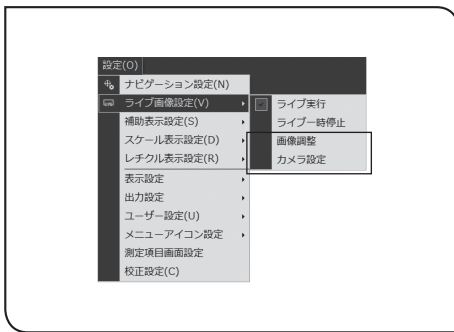 設定(O)
ナビゲーション設定(N)
ライブ画像設定(V)
補助表示設定(S)
スケール表示設定(D)
レチクル表示設定(R)
表示設定
出力設定
ユーザー設定(U)
メニューアイコン設定
測定項目画面設定
校正設定(C)
ライブ実行
ライブ一時停止
画像調整
カメラ設定